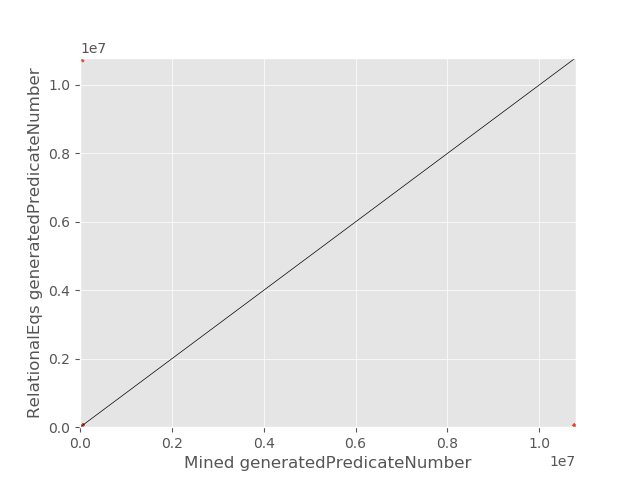 1e7
1.0
0.8
0.6
0.4
0.2
0.0
RelationalEqs generatedPredicateNumber
0.0 0.2 0.4 0.6 0.8 1.0
1e7
Mined generatedPredicateNumber